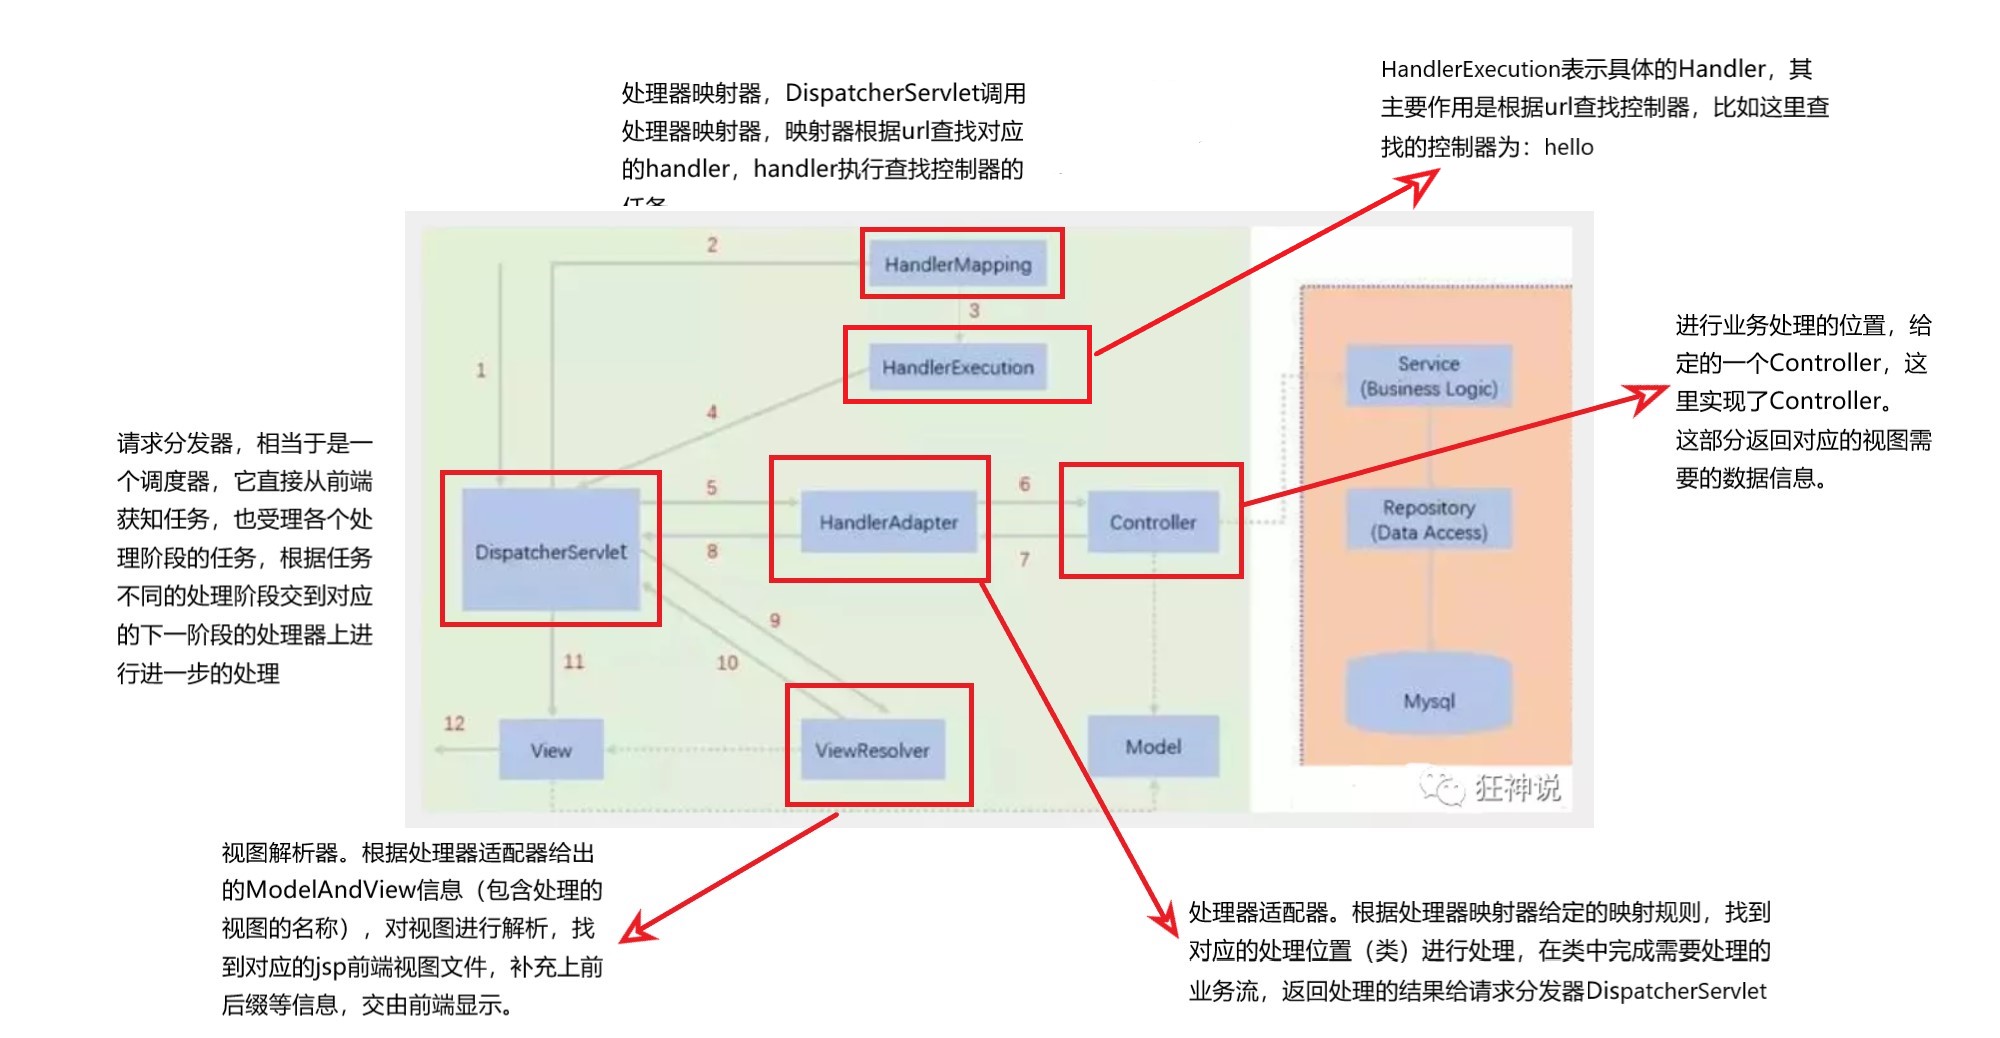 处理器映射器，DispatcherServlet调用
处理器映射器，映射器根据url查找对应
的handler，handler执行查找控制器的
任务
HandlerExecution表示具体的Handler，其
主要作用是根据url查找控制器，比如这里查
找的控制器为：hello
2
HandlerMapping
3
1
HandlerExecution
4
Service
(Business Logic)
进行业务处理的位置，给
定的一个Controller，这
里实现了Controller。
这部分返回对应的视图需
要的数据信息。
请求分发器，相当于是一
个调度器，它直接从前端
获知任务，也受理各个处
理阶段的任务，根据任务
不同的处理阶段交到对应
的下一阶段的处理器上进
行进一步的处理
DispatcherServlet
5
8
HandlerAdapter
6
7
Controller
Repository
(Data Access)
9
10
11
12
View
ViewResolver
Model
Mysql
狂神说
视图解析器。根据处理器适配器给出
的ModelAndView信息（包含处理的
视图的名称），对视图进行解析，找
到对应的jsp前端视图文件，补充上前
后缀等信息，交由前端显示。
处理器适配器。根据处理器映射器给定的映射规则，找到
对应的处理位置（类）进行处理，在类中完成需要处理的
业务流，返回处理的结果给请求分发器DispatcherServlet